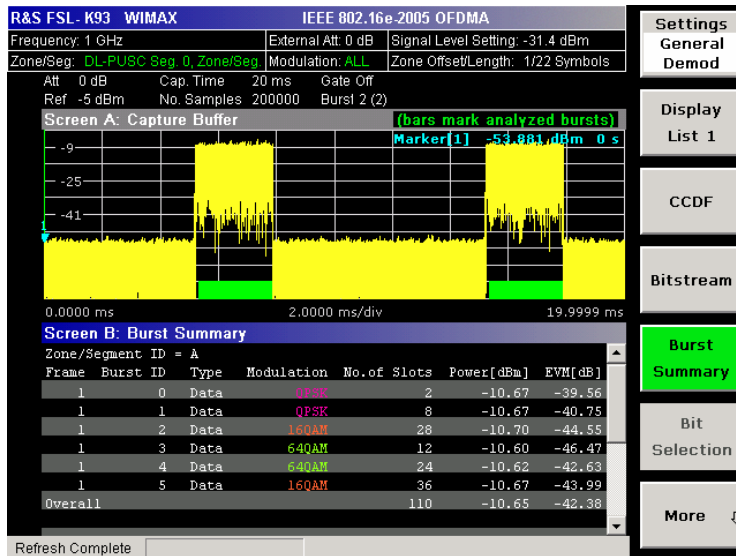 R&S FSL- K93 WIMAX IEEE 802.16e-2005 OFDMA
Frequency: 1 GHz External Att: 0 dB Signal Level Setting: -31.4 dBm
Zone/Seg: DL-PUSC Seg. 0, Zone/Seg. Modulation: ALL Zone Offset/Length: 1/22 Symbols
Att 0 dB Cap. Time 20 ms Gate Off
Ref -5 dBm No. Samples 200000 Burst 2 (2)
Screen A: Capture Buffer (bars mark analyzed bursts)
Marker[1] -53.881 dBm 0 s
-9
-25
-41
1
0.0000 ms 2.0000 ms/div 19.9999 ms
Screen B: Burst Summary
Zone/Segment ID = A
Frame Burst ID Type Modulation No.of Slots Power[dBm] EVM[dB]
1 0 Data QPSK 2 -10.67 -39.56
1 1 Data QPSK 8 -10.67 -40.75
1 2 Data 16QAM 28 -10.70 -44.55
1 3 Data 64QAM 12 -10.60 -46.47
1 4 Data 64QAM 24 -10.62 -42.63
1 5 Data 16QAM 36 -10.67 -43.99
Overall 110 -10.65 -42.38
Refresh Complete
Settings
General
Demod
Display
List 1
CCDF
Bitstream
Burst
Summary
Bit
Selection
More ⇩